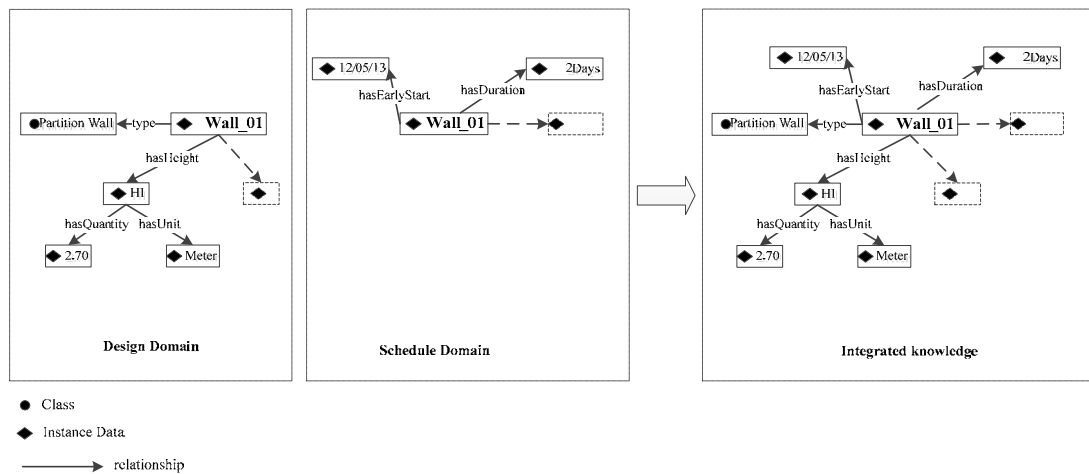 Partition Wall
type
Wall_01
hasHeight
HI
hasQuantity
hasUnit
2.70
Meter
Design Domain
12/05/13
2Days
hasEarlyStart
hasDuration
Wall_01
Schedule Domain
12/05/13
2Days
hasEarlyStart
hasDuration
Partition Wall
type
Wall_01
hasHeight
HI
hasQuantity
hasUnit
2.70
Meter
Integrated knowledge
Class
Instance Data
relationship